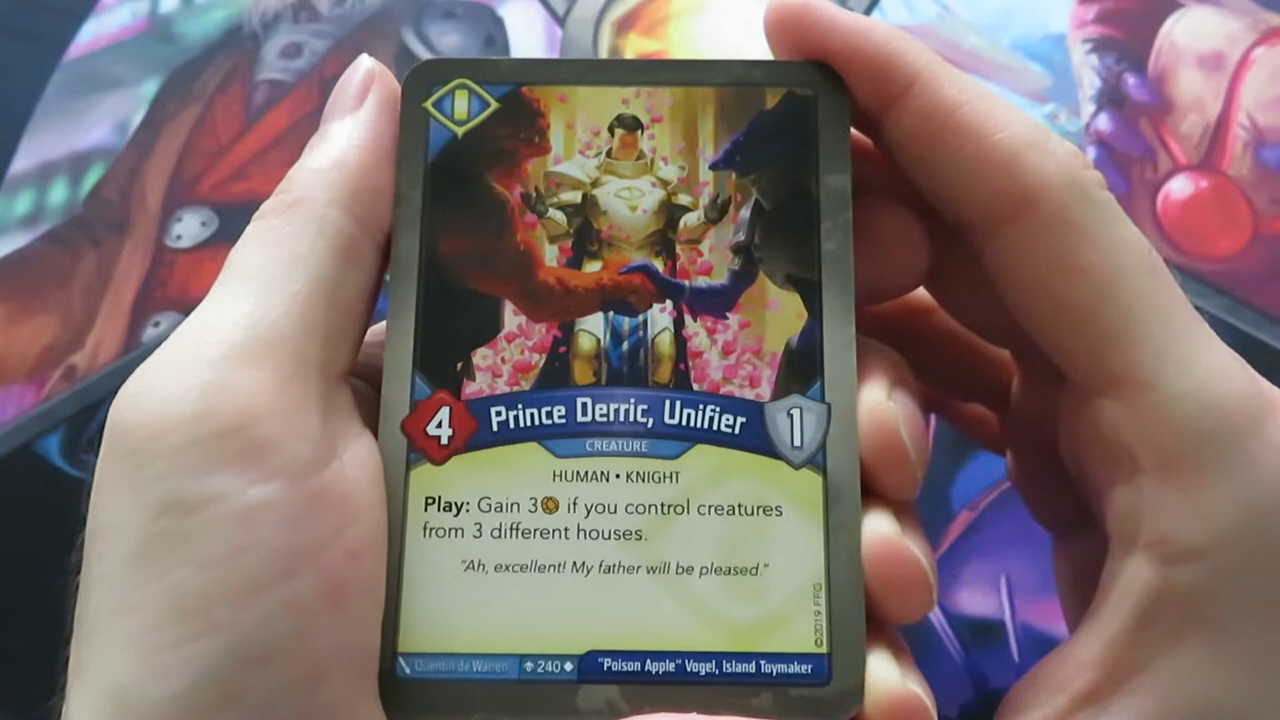 4
Prince Derric, Unifier
1
CREATURE
HUMAN • KNIGHT
Play: Gain 3 if you control creatures
from 3 different houses.
"Ah, excellent! My father will be pleased."
©2019 FFG
Quentin de Warren
240
"Poison Apple" Vogel, Island Toymaker